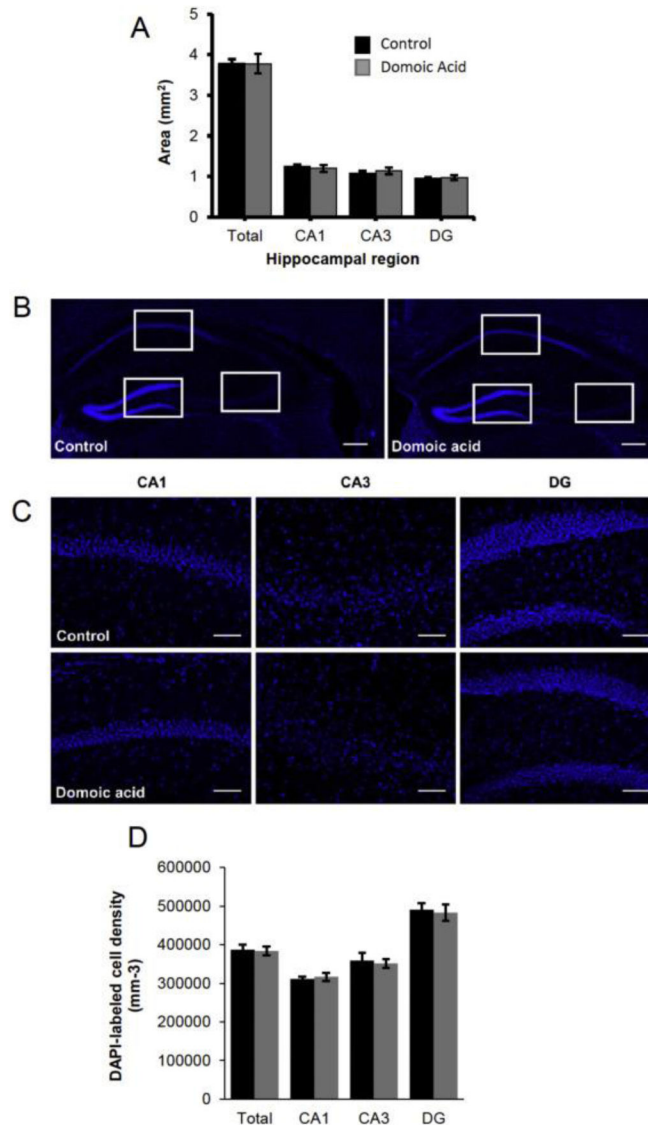 A
5
4
3
2
1
0
Area (mm²)
Control
Domoic Acid
Total CA1 CA3 DG
Hippocampal region
B
Control
Domoic acid
CA1 CA3 DG
C
Control
Domoic acid
D
600000
500000
400000
300000
200000
100000
0
DAPI-labeled cell density
(mm-3)
Total CA1 CA3 DG